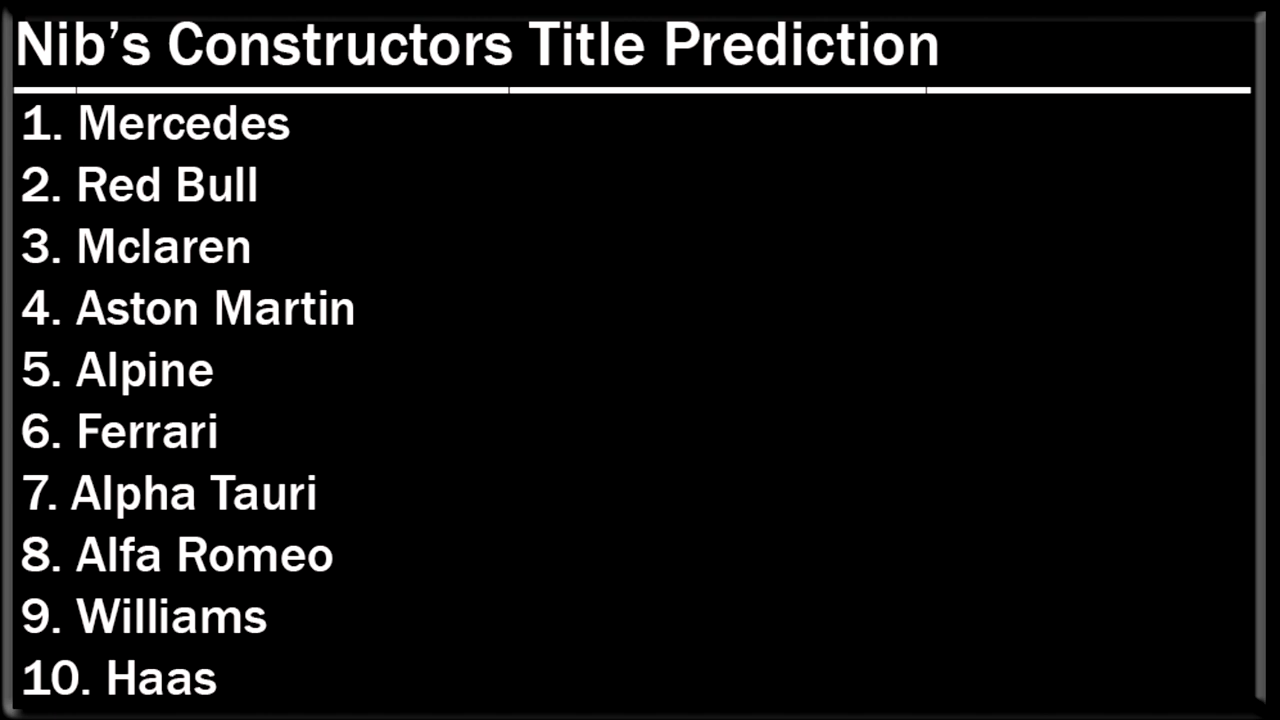 Nib’s Constructors Title Prediction
1. Mercedes
2. Red Bull
3. Mclaren
4. Aston Martin
5. Alpine
6. Ferrari
7. Alpha Tauri
8. Alfa Romeo
9. Williams
10. Haas